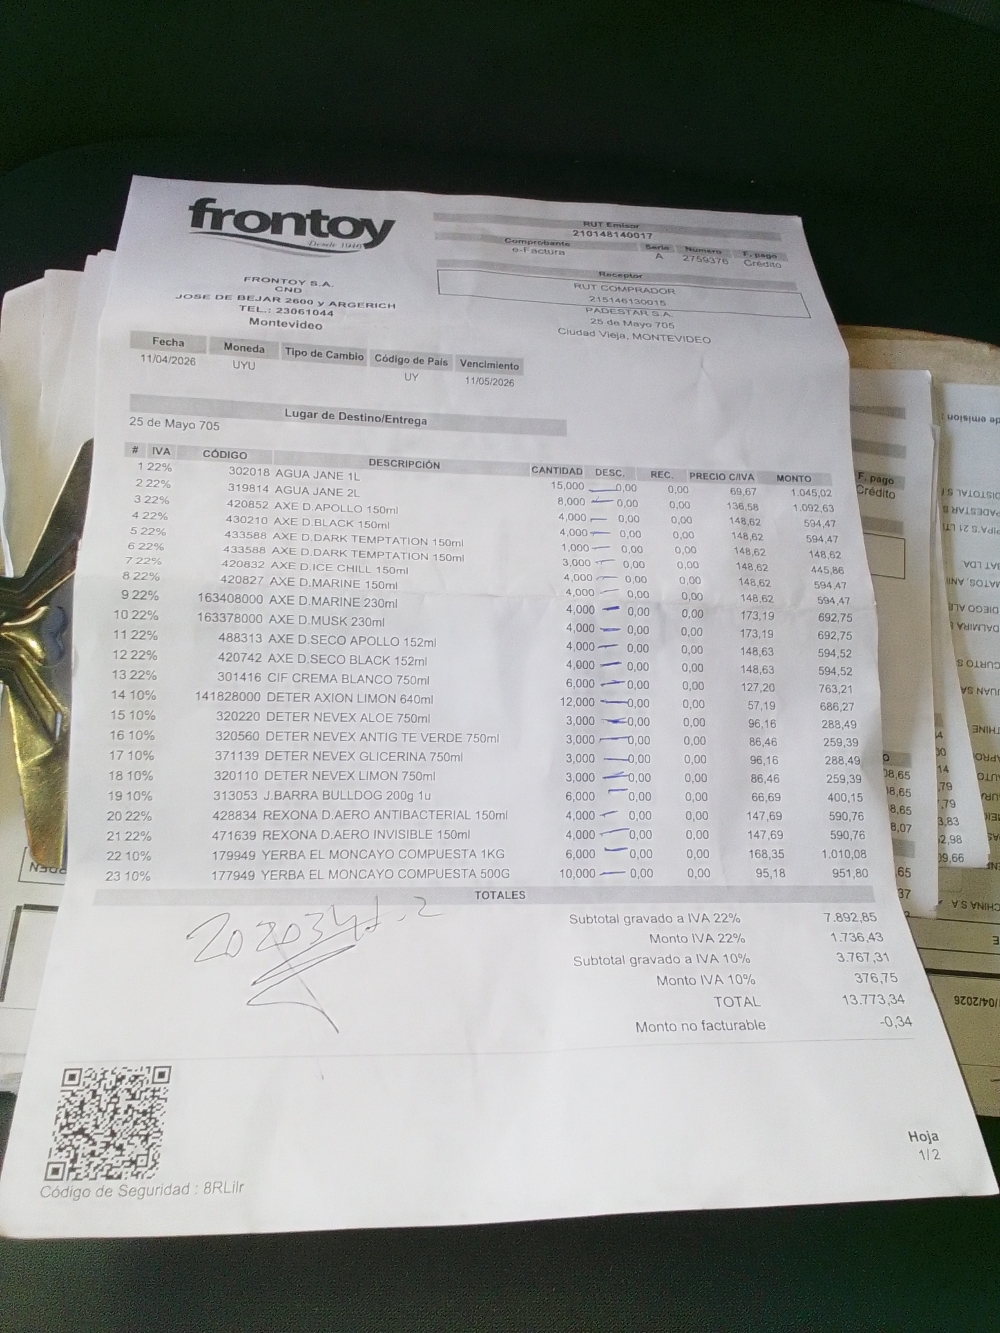 frontoy
Desde 1946
FRONTOY S.A.
CND
JOSE DE BEJAR 2600 y ARGERICH
TEL.: 23061044
Montevideo
RUT Emisor
210148140017
Comprobante Serie Numero F. pago
e-Factura A 2759376 Crédito
Receptor
RUT COMPRADOR
215146130015
PADESTAR S.A.
25 de Mayo 705
Ciudad Vieja, MONTEVIDEO
Fecha Moneda Tipo de Cambio Código de País Vencimiento
11/04/2026 UYU UY 11/05/2026
Lugar de Destino/Entrega
25 de Mayo 705
# IVA CÓDIGO DESCRIPCIÓN CANTIDAD DESC. REC. PRECIO C/IVA MONTO
1 22% 302018 AGUA JANE 1L 15,000 0,00 0,00 69,67 1.045,02
2 22% 319814 AGUA JANE 2L 8,000 0,00 0,00 136,58 1.092,63
3 22% 420852 AXE D.APOLLO 150ml 4,000 0,00 0,00 148,62 594,47
4 22% 430210 AXE D.BLACK 150ml 4,000 0,00 0,00 148,62 594,47
5 22% 433588 AXE D.DARK TEMPTATION 150ml 1,000 0,00 0,00 148,62 148,62
6 22% 433588 AXE D.DARK TEMPTATION 150ml 3,000 0,00 0,00 148,62 445,86
7 22% 420832 AXE D.ICE CHILL 150ml 4,000 0,00 0,00 148,62 594,47
8 22% 420827 AXE D.MARINE 150ml 4,000 0,00 0,00 148,62 594,47
9 22% 163408000 AXE D.MARINE 230ml 4,000 0,00 0,00 173,19 692,75
10 22% 163378000 AXE D.MUSK 230ml 4,000 0,00 0,00 173,19 692,75
11 22% 488313 AXE D.SECO APOLLO 152ml 4,000 0,00 0,00 148,63 594,52
12 22% 420742 AXE D.SECO BLACK 152ml 4,000 0,00 0,00 148,63 594,52
13 22% 301416 CIF CREMA BLANCO 750ml 6,000 0,00 0,00 127,20 763,21
14 10% 141828000 DETER AXION LIMON 640ml 12,000 0,00 0,00 57,19 686,27
15 10% 320220 DETER NEVEX ALOE 750ml 3,000 0,00 0,00 96,16 288,49
16 10% 320560 DETER NEVEX ANTIG TE VERDE 750ml 3,000 0,00 0,00 86,46 259,39
17 10% 371139 DETER NEVEX GLICERINA 750ml 3,000 0,00 0,00 96,16 288,49
18 10% 320110 DETER NEVEX LIMON 750ml 3,000 0,00 0,00 86,46 259,39
19 10% 313053 J.BARRA BULLDOG 200g 1u 6,000 0,00 0,00 66,69 400,15
20 22% 428834 REXONA D.AERO ANTIBACTERIAL 150ml 4,000 0,00 0,00 147,69 590,76
21 22% 471639 REXONA D.AERO INVISIBLE 150ml 4,000 0,00 0,00 147,69 590,76
22 10% 179949 YERBA EL MONCAYO COMPUESTA 1KG 6,000 0,00 0,00 168,35 1.010,08
23 10% 177949 YERBA EL MONCAYO COMPUESTA 500G 10,000 0,00 0,00 95,18 951,80
TOTALES
Subtotal gravado a IVA 22% 7.892,85
Monto IVA 22% 1.736,43
Subtotal gravado a IVA 10% 3.767,31
Monto IVA 10% 376,75
TOTAL 13.773,34
Monto no facturable -0,34
Hoja
1/2
Código de Seguridad : 8RLilr
F. pago
Crédito